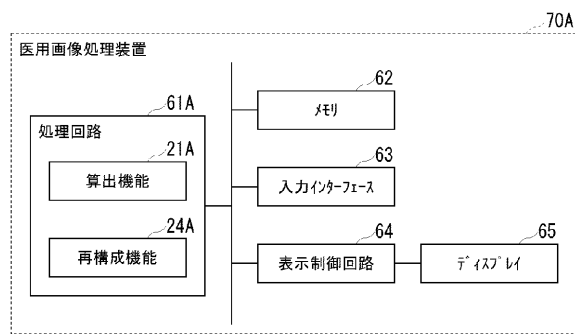 70A
医用画像処理装置
61A
処理回路
21A
算出機能
24A
再構成機能
62
メモリ
63
入力インターフェース
64
表示制御回路
65
ディスプレイ